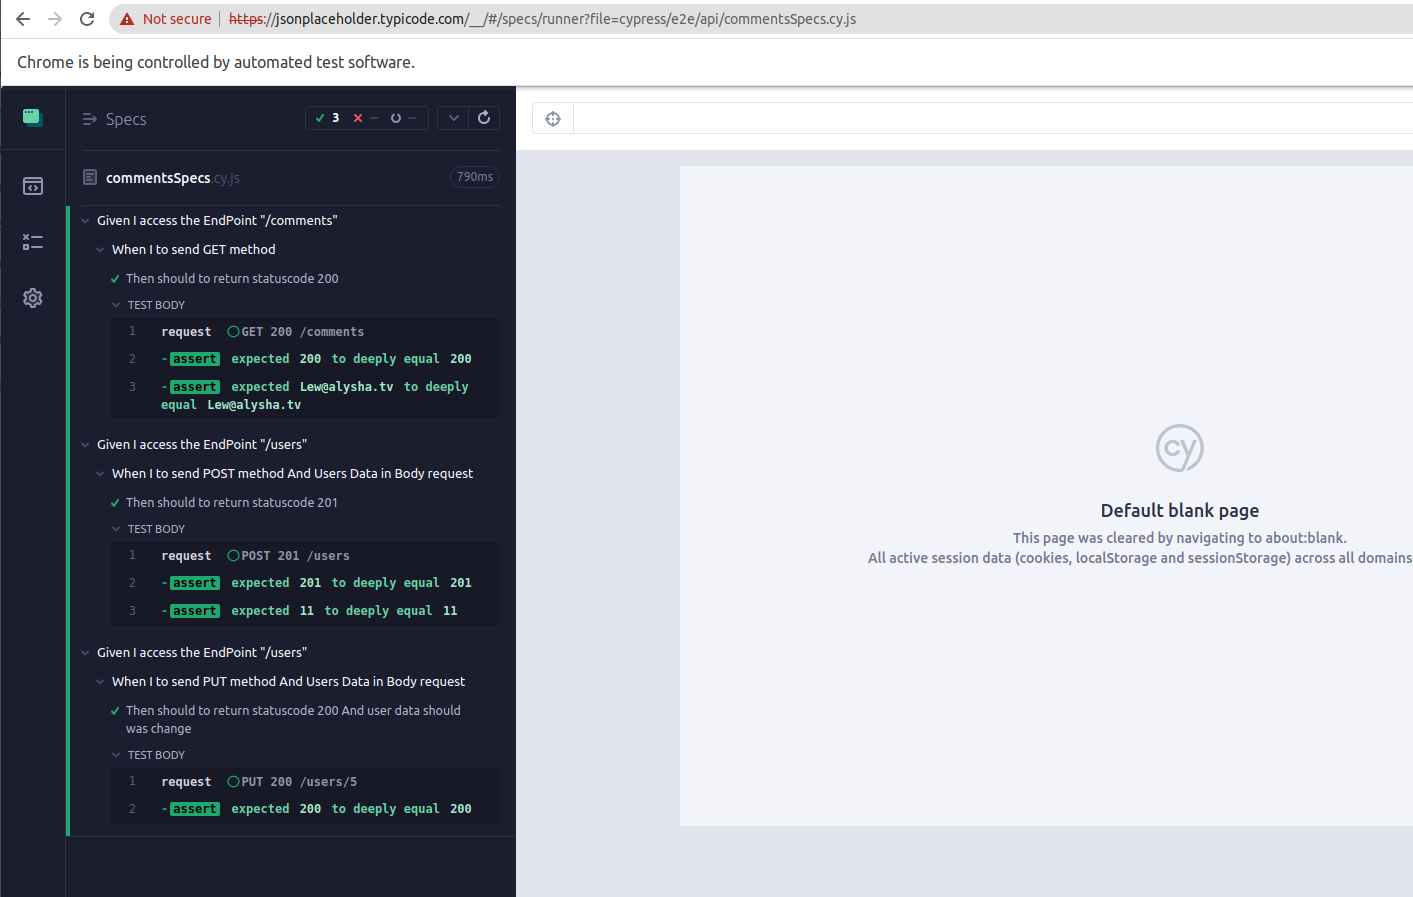 Not secure https://jsonplaceholder.typicode.com/__/#/specs/runner?file=cypress/e2e/api/commentsSpecs.cy.js
Chrome is being controlled by automated test software.
Specs 3 -- --
commentsSpecs.cy.js 790ms
Given I access the EndPoint "/comments"
When I to send GET method
Then should to return statuscode 200
TEST BODY
1 request GET 200 /comments
2 -assert expected 200 to deeply equal 200
3 -assert expected Lew@alysha.tv to deeply
equal Lew@alysha.tv
Given I access the EndPoint "/users"
When I to send POST method And Users Data in Body request
Then should to return statuscode 201
TEST BODY
1 request POST 201 /users
2 -assert expected 201 to deeply equal 201
3 -assert expected 11 to deeply equal 11
Given I access the EndPoint "/users"
When I to send PUT method And Users Data in Body request
Then should to return statuscode 200 And user data should
was change
TEST BODY
1 request PUT 200 /users/5
2 -assert expected 200 to deeply equal 200
cy
Default blank page
This page was cleared by navigating to about:blank.
All active session data (cookies, localStorage and sessionStorage) across all domains